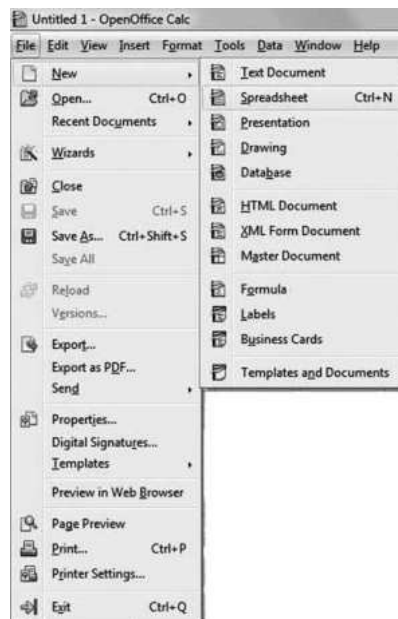 Untitled 1 - OpenOffice Calc
File Edit View Insert Format Tools Data Window Help
New
Open... Ctrl+O
Recent Documents
Wizards
Close
Save Ctrl+S
Save As... Ctrl+Shift+S
Save All
Reload
Versions...
Export...
Export as PDF...
Send
Properties...
Digital Signatures...
Templates
Preview in Web Browser
Page Preview
Print... Ctrl+P
Printer Settings...
Exit Ctrl+Q
Text Document
Spreadsheet Ctrl+N
Presentation
Drawing
Database
HTML Document
XML Form Document
Master Document
Formula
Labels
Business Cards
Templates and Documents